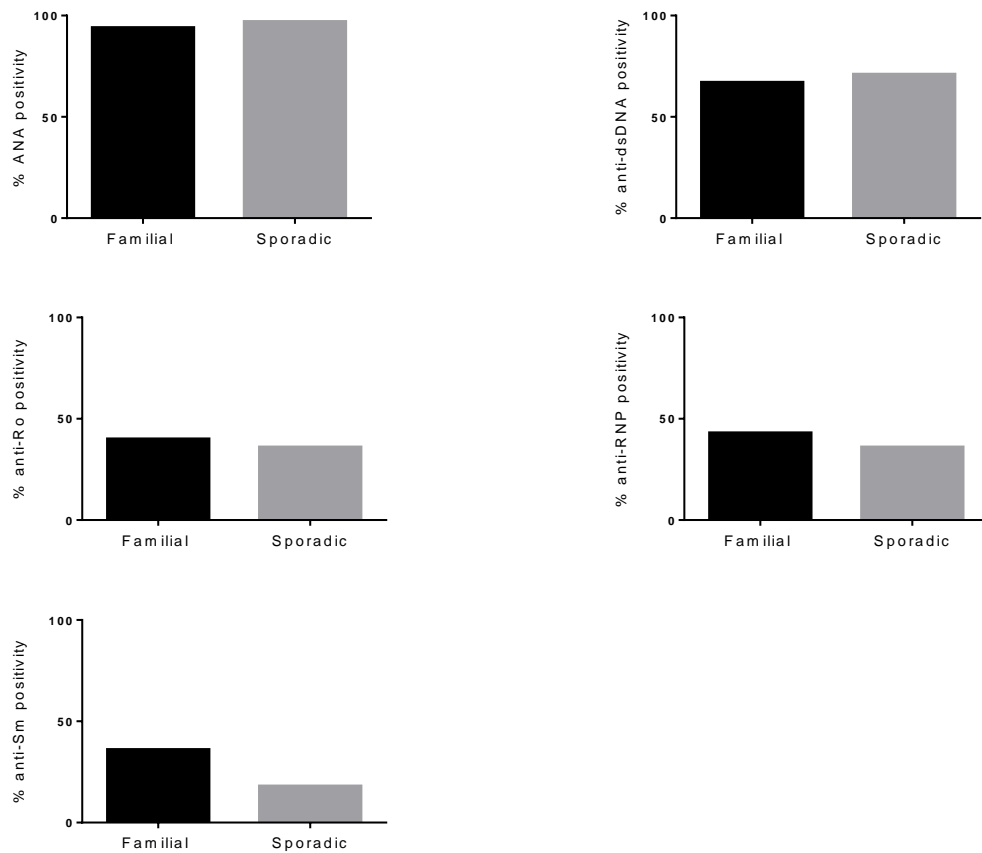 % ANA positivity
100
50
0
Familial
Sporadic
% anti-dsDNA positivity
100
50
0
Familial
Sporadic
% anti-Ro positivity
100
50
0
Familial
Sporadic
% anti-RNP positivity
100
50
0
Familial
Sporadic
% anti-Sm positivity
100
50
0
Familial
Sporadic